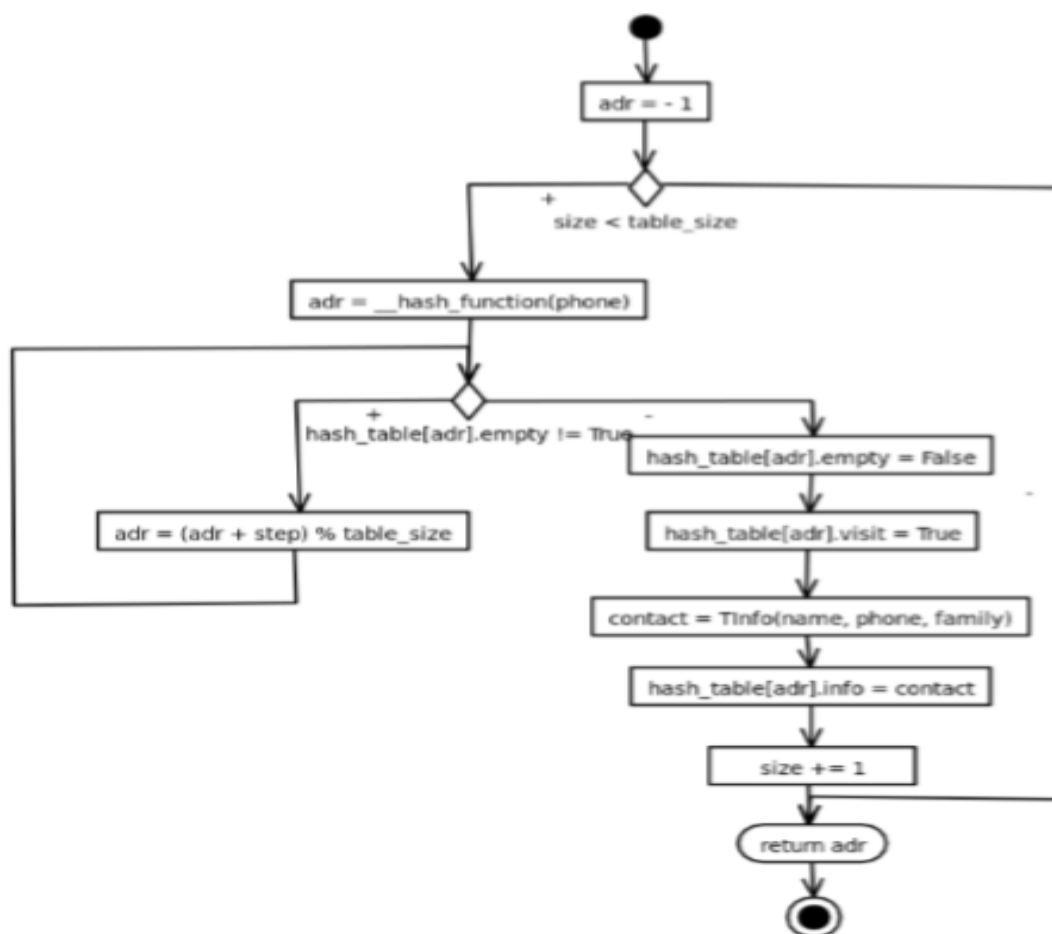 adr = - 1
+
size < table_size
adr = __hash_function(phone)
+
-
hash_table[adr].empty != True
hash_table[adr].empty = False
-
adr = (adr + step) % table_size
hash_table[adr].visit = True
contact = TInfo(name, phone, family)
hash_table[adr].info = contact
size += 1
return adr